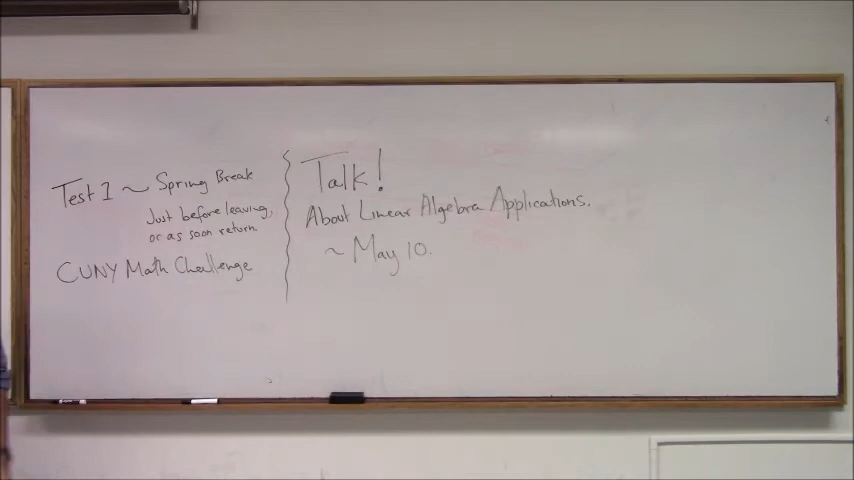 Test 1 ~ Spring Break
Just before leaving,
or as soon return.
CUNY Math Challenge
Talk!
About Linear Algebra Applications.
~ May 10.